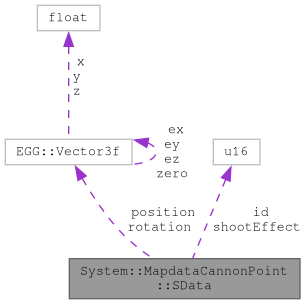 float
x
y
z
EGG::Vector3f
ex
ey
ez
zero
u16
position
rotation
id
shootEffect
System::MapdataCannonPoint
::SData